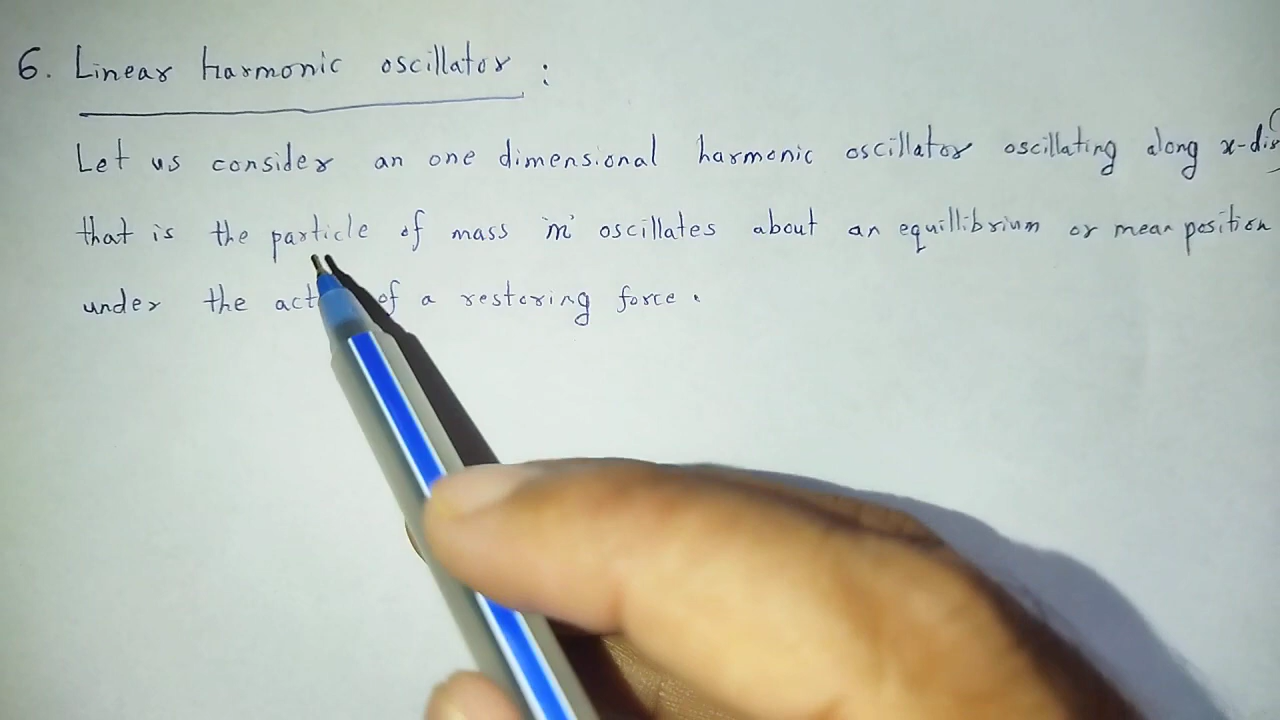 6. Linear harmonic oscillator :
Let us consider an one dimensional harmonic oscillator oscillating along x-dis
that is the particle of mass 'm' oscillates about an equillibrium or mean position
under the of a restoring force.